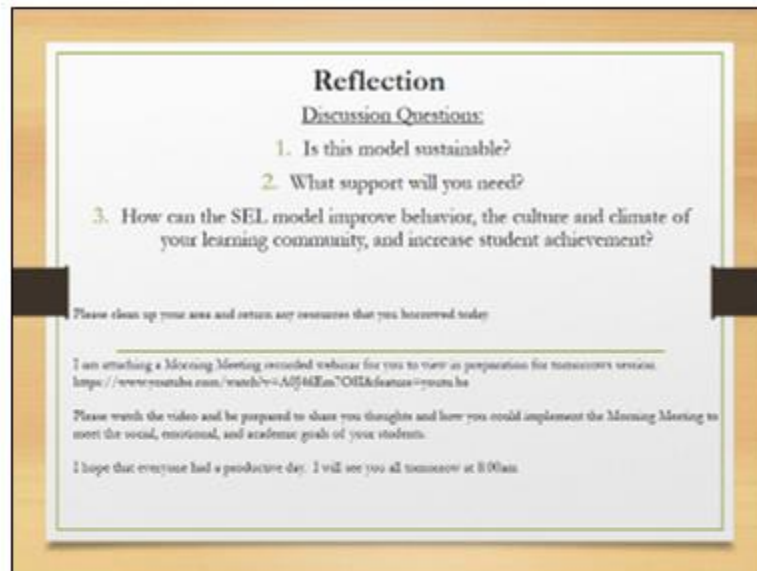 Reflection
Discussion Questions:
1. Is this model sustainable?
2. What support will you need?
3. How can the SEL model improve behavior, the culture and climate of
your learning community, and increase student achievement?
Please clean up your area and return any resources that you borrowed today.
I am attaching a Morning Meeting recorded webinar for you to view in preparation for tomorrows session.
Please watch the video and be prepared to share you thoughts and how you could implement the Morning Meeting to
meet the social, emotional, and academic goals of your students.
I hope that everyone had a productive day. I will see you all tomorrow at 8:00am